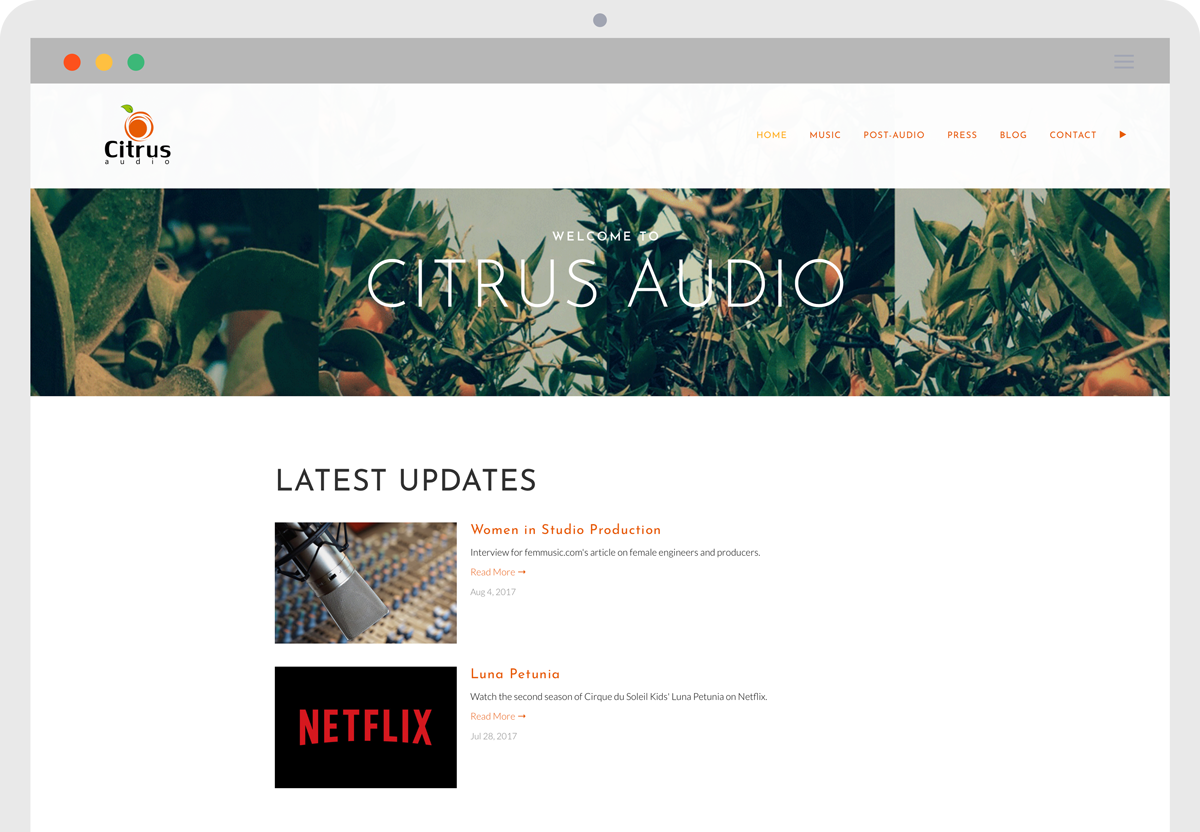 Citrus
audio
HOME MUSIC POST-AUDIO PRESS BLOG CONTACT
WELCOME TO
CITRUS AUDIO
LATEST UPDATES
Women in Studio Production
Interview for femmusic.com's article on female engineers and producers.
Read More →
Aug 4, 2017
NETFLIX
Luna Petunia
Watch the second season of Cirque du Soleil Kids' Luna Petunia on Netflix.
Read More →
Jul 28, 2017